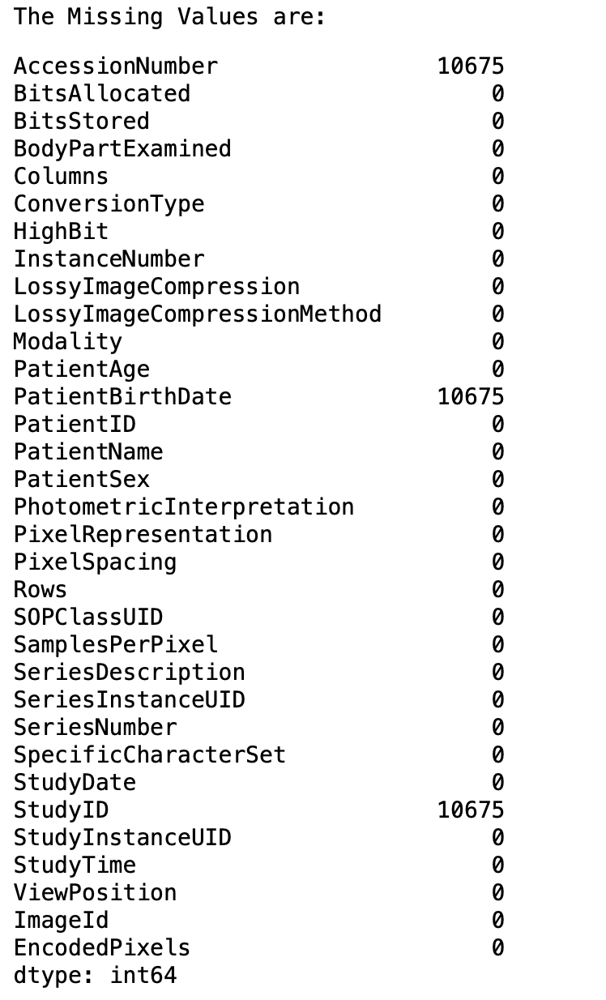 The Missing Values are:
AccessionNumber 10675
BitsAllocated 0
BitsStored 0
BodyPartExamined 0
Columns 0
ConversionType 0
HighBit 0
InstanceNumber 0
LossyImageCompression 0
LossyImageCompressionMethod 0
Modality 0
PatientAge 0
PatientBirthDate 10675
PatientID 0
PatientName 0
PatientSex 0
PhotometricInterpretation 0
PixelRepresentation 0
PixelSpacing 0
Rows 0
SOPClassUID 0
SamplesPerPixel 0
SeriesDescription 0
SeriesInstanceUID 0
SeriesNumber 0
SpecificCharacterSet 0
StudyDate 0
StudyID 10675
StudyInstanceUID 0
StudyTime 0
ViewPosition 0
ImageId 0
EncodedPixels 0
dtype: int64